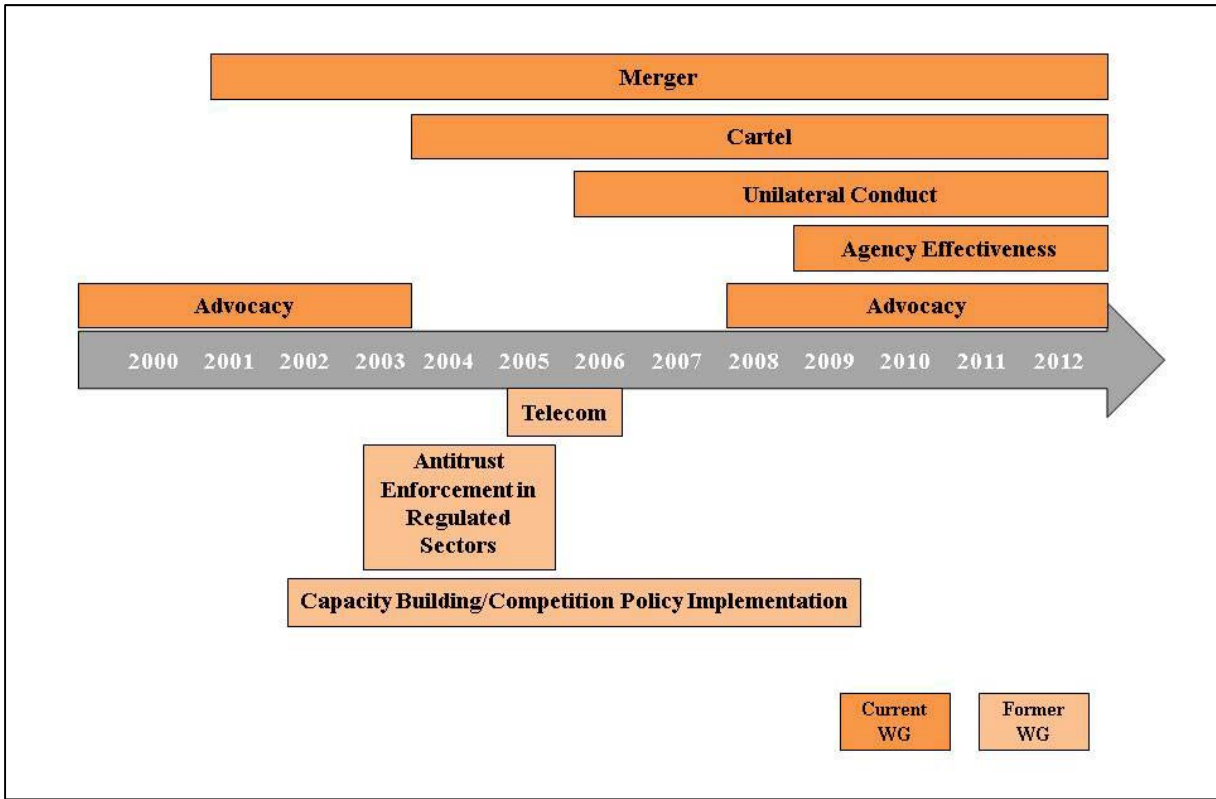 Merger
Cartel
Unilateral Conduct
Agency Effectiveness
Advocacy Advocacy
2000 2001 2002 2003 2004 2005 2006 2007 2008 2009 2010 2011 2012
Telecom
Antitrust
Enforcement in
Regulated
Sectors
Capacity Building/Competition Policy Implementation
Current
WG
Former
WG